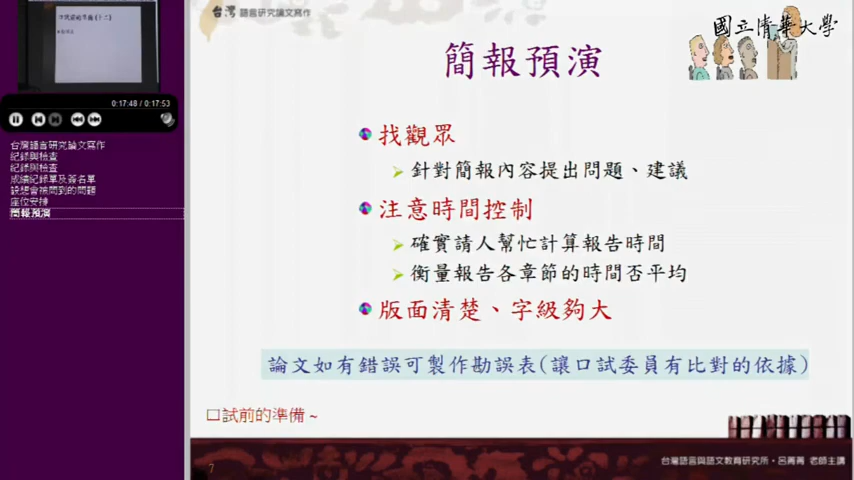 台灣 語言研究論文寫作
國立清華大學
簡報預演
0:17:48 / 0:17:53
台灣語言研究論文寫作
紀錄與檢查
紀錄與檢查
成績紀錄單及簽名單
設想會被問到的問題
座位安排
簡報預演
找觀眾
針對簡報內容提出問題、建議
注意時間控制
確實請人幫忙計算報告時間
衡量報告各章節的時間否平均
版面清楚、字級夠大
論文如有錯誤可製作勘誤表(讓口試委員有比對的依據)
口試前的準備~
7
台灣語言與語文教育研究所・呂菁菁 老師主講